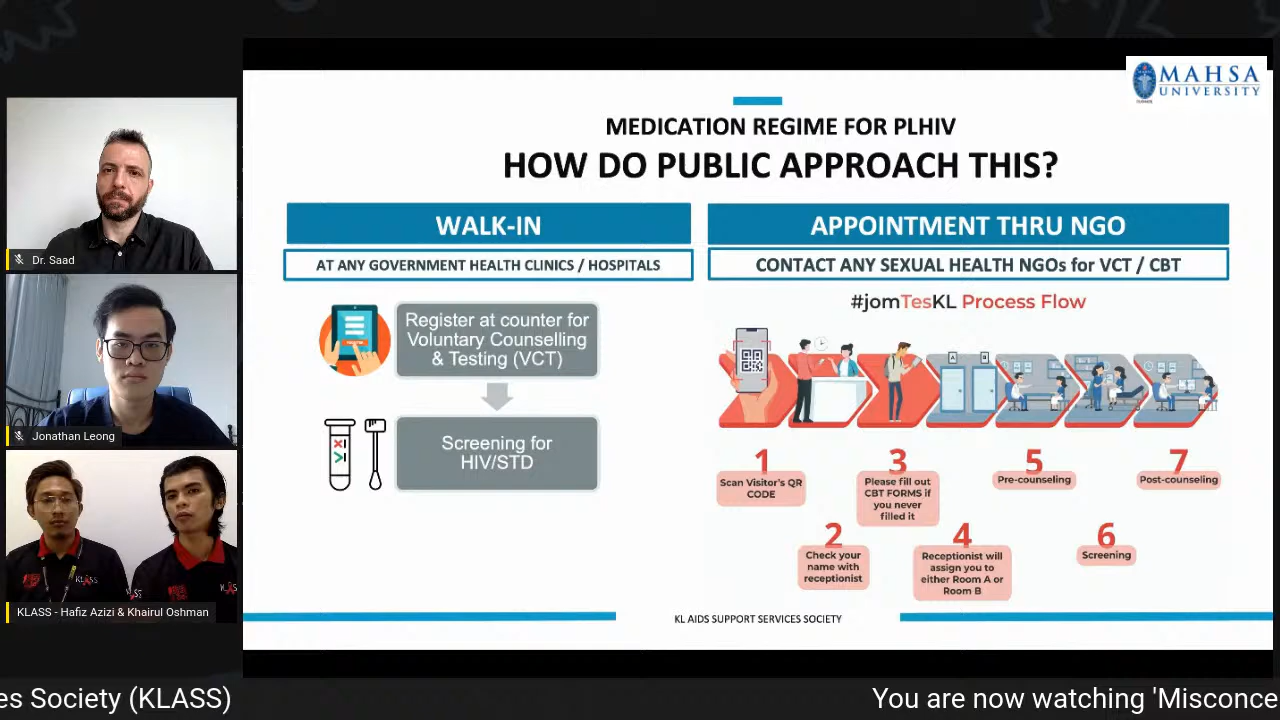 MAHSA
UNIVERSITY
MEDICATION REGIME FOR PLHIV
HOW DO PUBLIC APPROACH THIS?
WALK-IN
AT ANY GOVERNMENT HEALTH CLINICS / HOSPITALS
Register at counter for
Voluntary Counselling
& Testing (VCT)
Screening for
HIV/STD
APPOINTMENT THRU NGO
CONTACT ANY SEXUAL HEALTH NGOs for VCT / CBT
#jomTesKL Process Flow
A
B
1
Scan Visitor's QR
CODE
2
Check your
name with
receptionist
3
Please fill out
CBT FORMS if
you never
filled it
4
Receptionist will
assign you to
either Room A or
Room B
5
Pre-counseling
6
Screening
7
Post-counseling
KL AIDS SUPPORT SERVICES SOCIETY
Dr. Saad
Jonathan Leong
KLASS
KLASS - Hafiz Azizi & Khairul Oshman
es Society (KLASS)
You are now watching 'Misconce